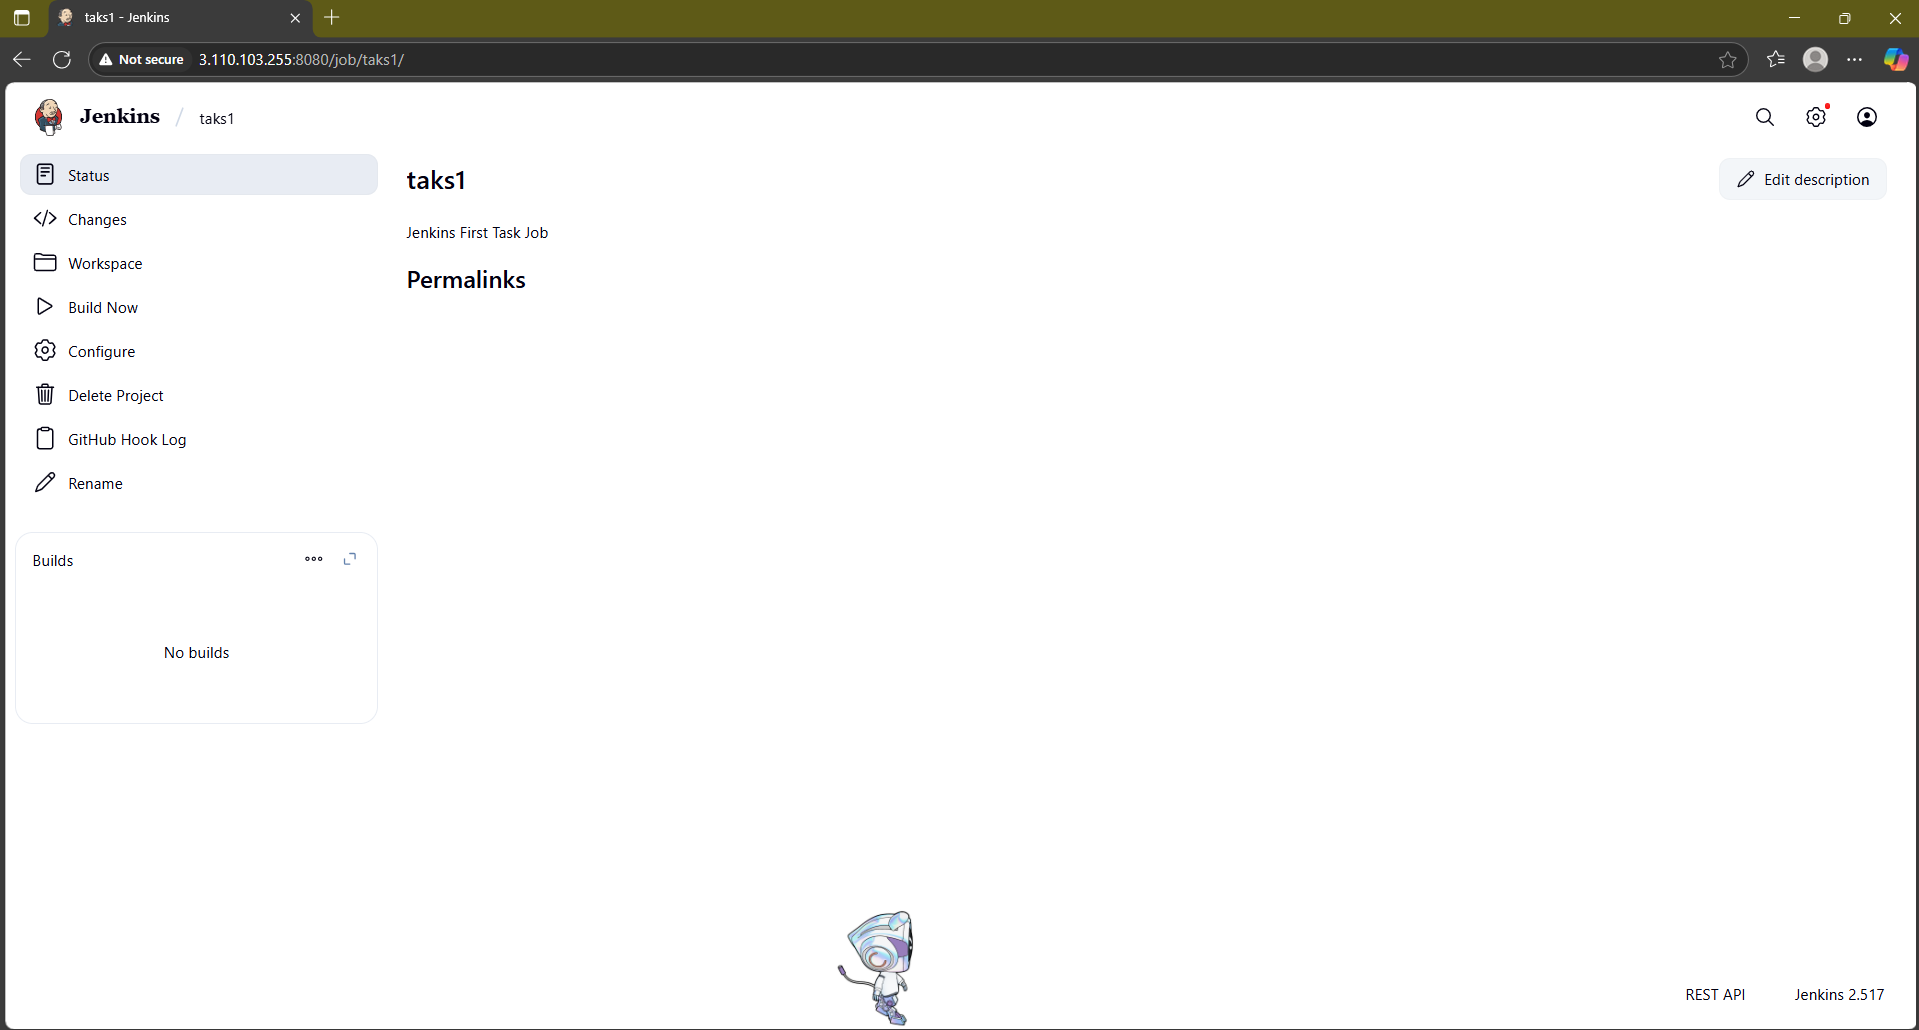 taks1 - Jenkins
Not secure 3.110.103.255:8080/job/taks1/
Jenkins / taks1
Status
Changes
Workspace
Build Now
Configure
Delete Project
GitHub Hook Log
Rename
Builds
No builds
taks1
Edit description
Jenkins First Task Job
Permalinks
REST API Jenkins 2.517